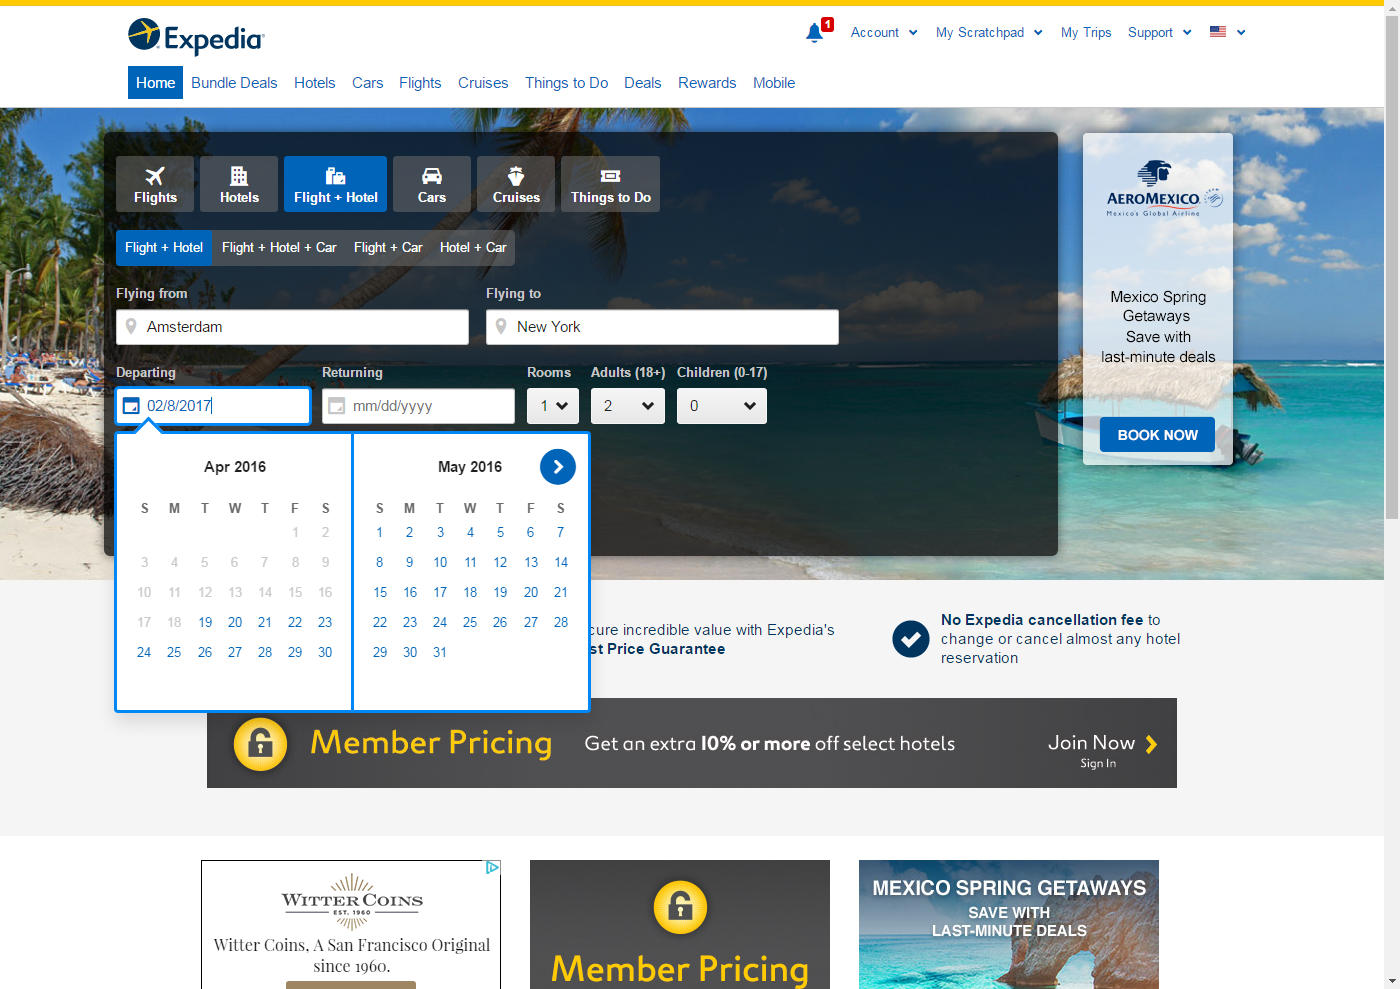 Expedia
1
Account
My Scratchpad
My Trips
Support
Home
Bundle Deals
Hotels
Cars
Flights
Cruises
Things to Do
Deals
Rewards
Mobile
Flights
Hotels
Flight + Hotel
Cars
Cruises
Things to Do
Flight + Hotel
Flight + Hotel + Car
Flight + Car
Hotel + Car
Flying from
Flying to
Amsterdam
New York
Departing
Returning
Rooms
Adults (18+)
Children (0-17)
02/8/2017
mm/dd/yyyy
1
2
0
Apr 2016
S M T W T F S
1 2
3 4 5 6 7 8 9
10 11 12 13 14 15 16
17 18 19 20 21 22 23
24 25 26 27 28 29 30
May 2016
S M T W T F S
1 2 3 4 5 6 7
8 9 10 11 12 13 14
15 16 17 18 19 20 21
22 23 24 25 26 27 28
29 30 31
AEROMEXICO
Mexico's Global Airline
Mexico Spring
Getaways
Save with
last-minute deals
BOOK NOW
cure incredible value with Expedia's
st Price Guarantee
No Expedia cancellation fee to
change or cancel almost any hotel
reservation
Member Pricing
Get an extra 10% or more off select hotels
Join Now
Sign In
WITTER COINS
EST. 1960
Witter Coins, A San Francisco Original
since 1960.
Member Pricing
MEXICO SPRING GETAWAYS
SAVE WITH
LAST-MINUTE DEALS